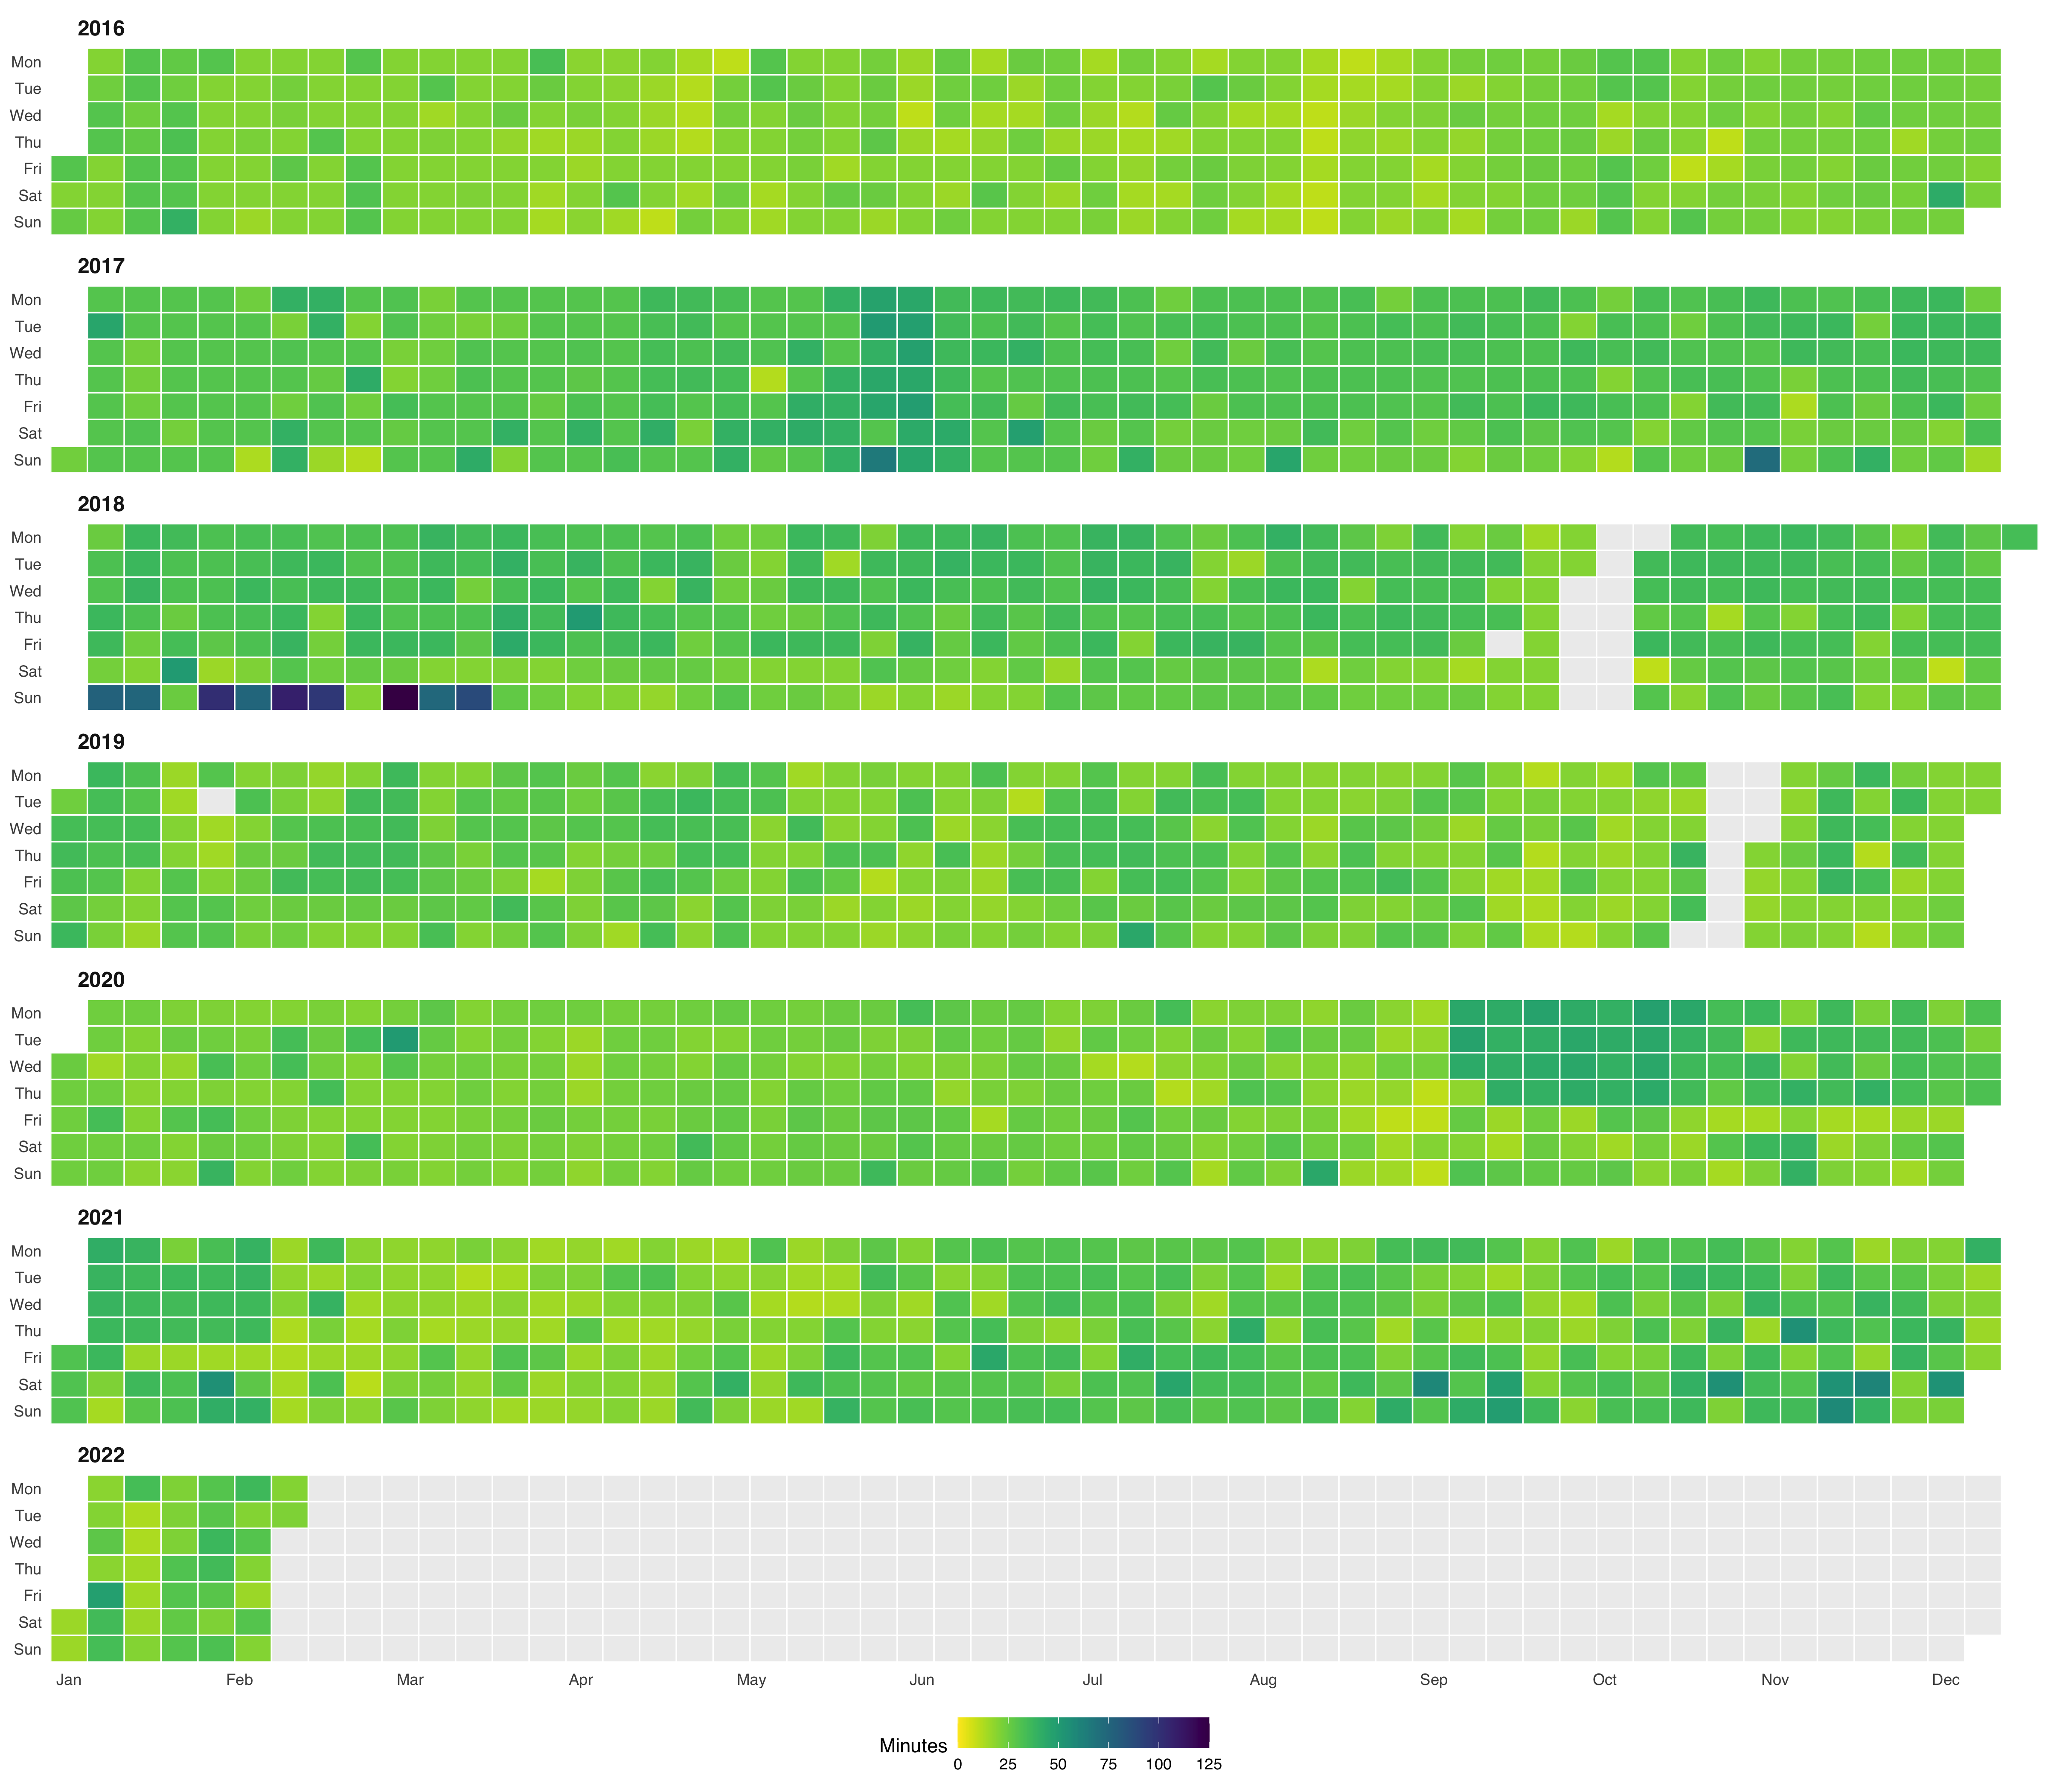 2016
Mon
Tue
Wed
Thu
Fri
Sat
Sun
2017
Mon
Tue
Wed
Thu
Fri
Sat
Sun
2018
Mon
Tue
Wed
Thu
Fri
Sat
Sun
2019
Mon
Tue
Wed
Thu
Fri
Sat
Sun
2020
Mon
Tue
Wed
Thu
Fri
Sat
Sun
2021
Mon
Tue
Wed
Thu
Fri
Sat
Sun
2022
Mon
Tue
Wed
Thu
Fri
Sat
Sun
Jan Feb Mar Apr May Jun Jul Aug Sep Oct Nov Dec
Minutes
0 25 50 75 100 125